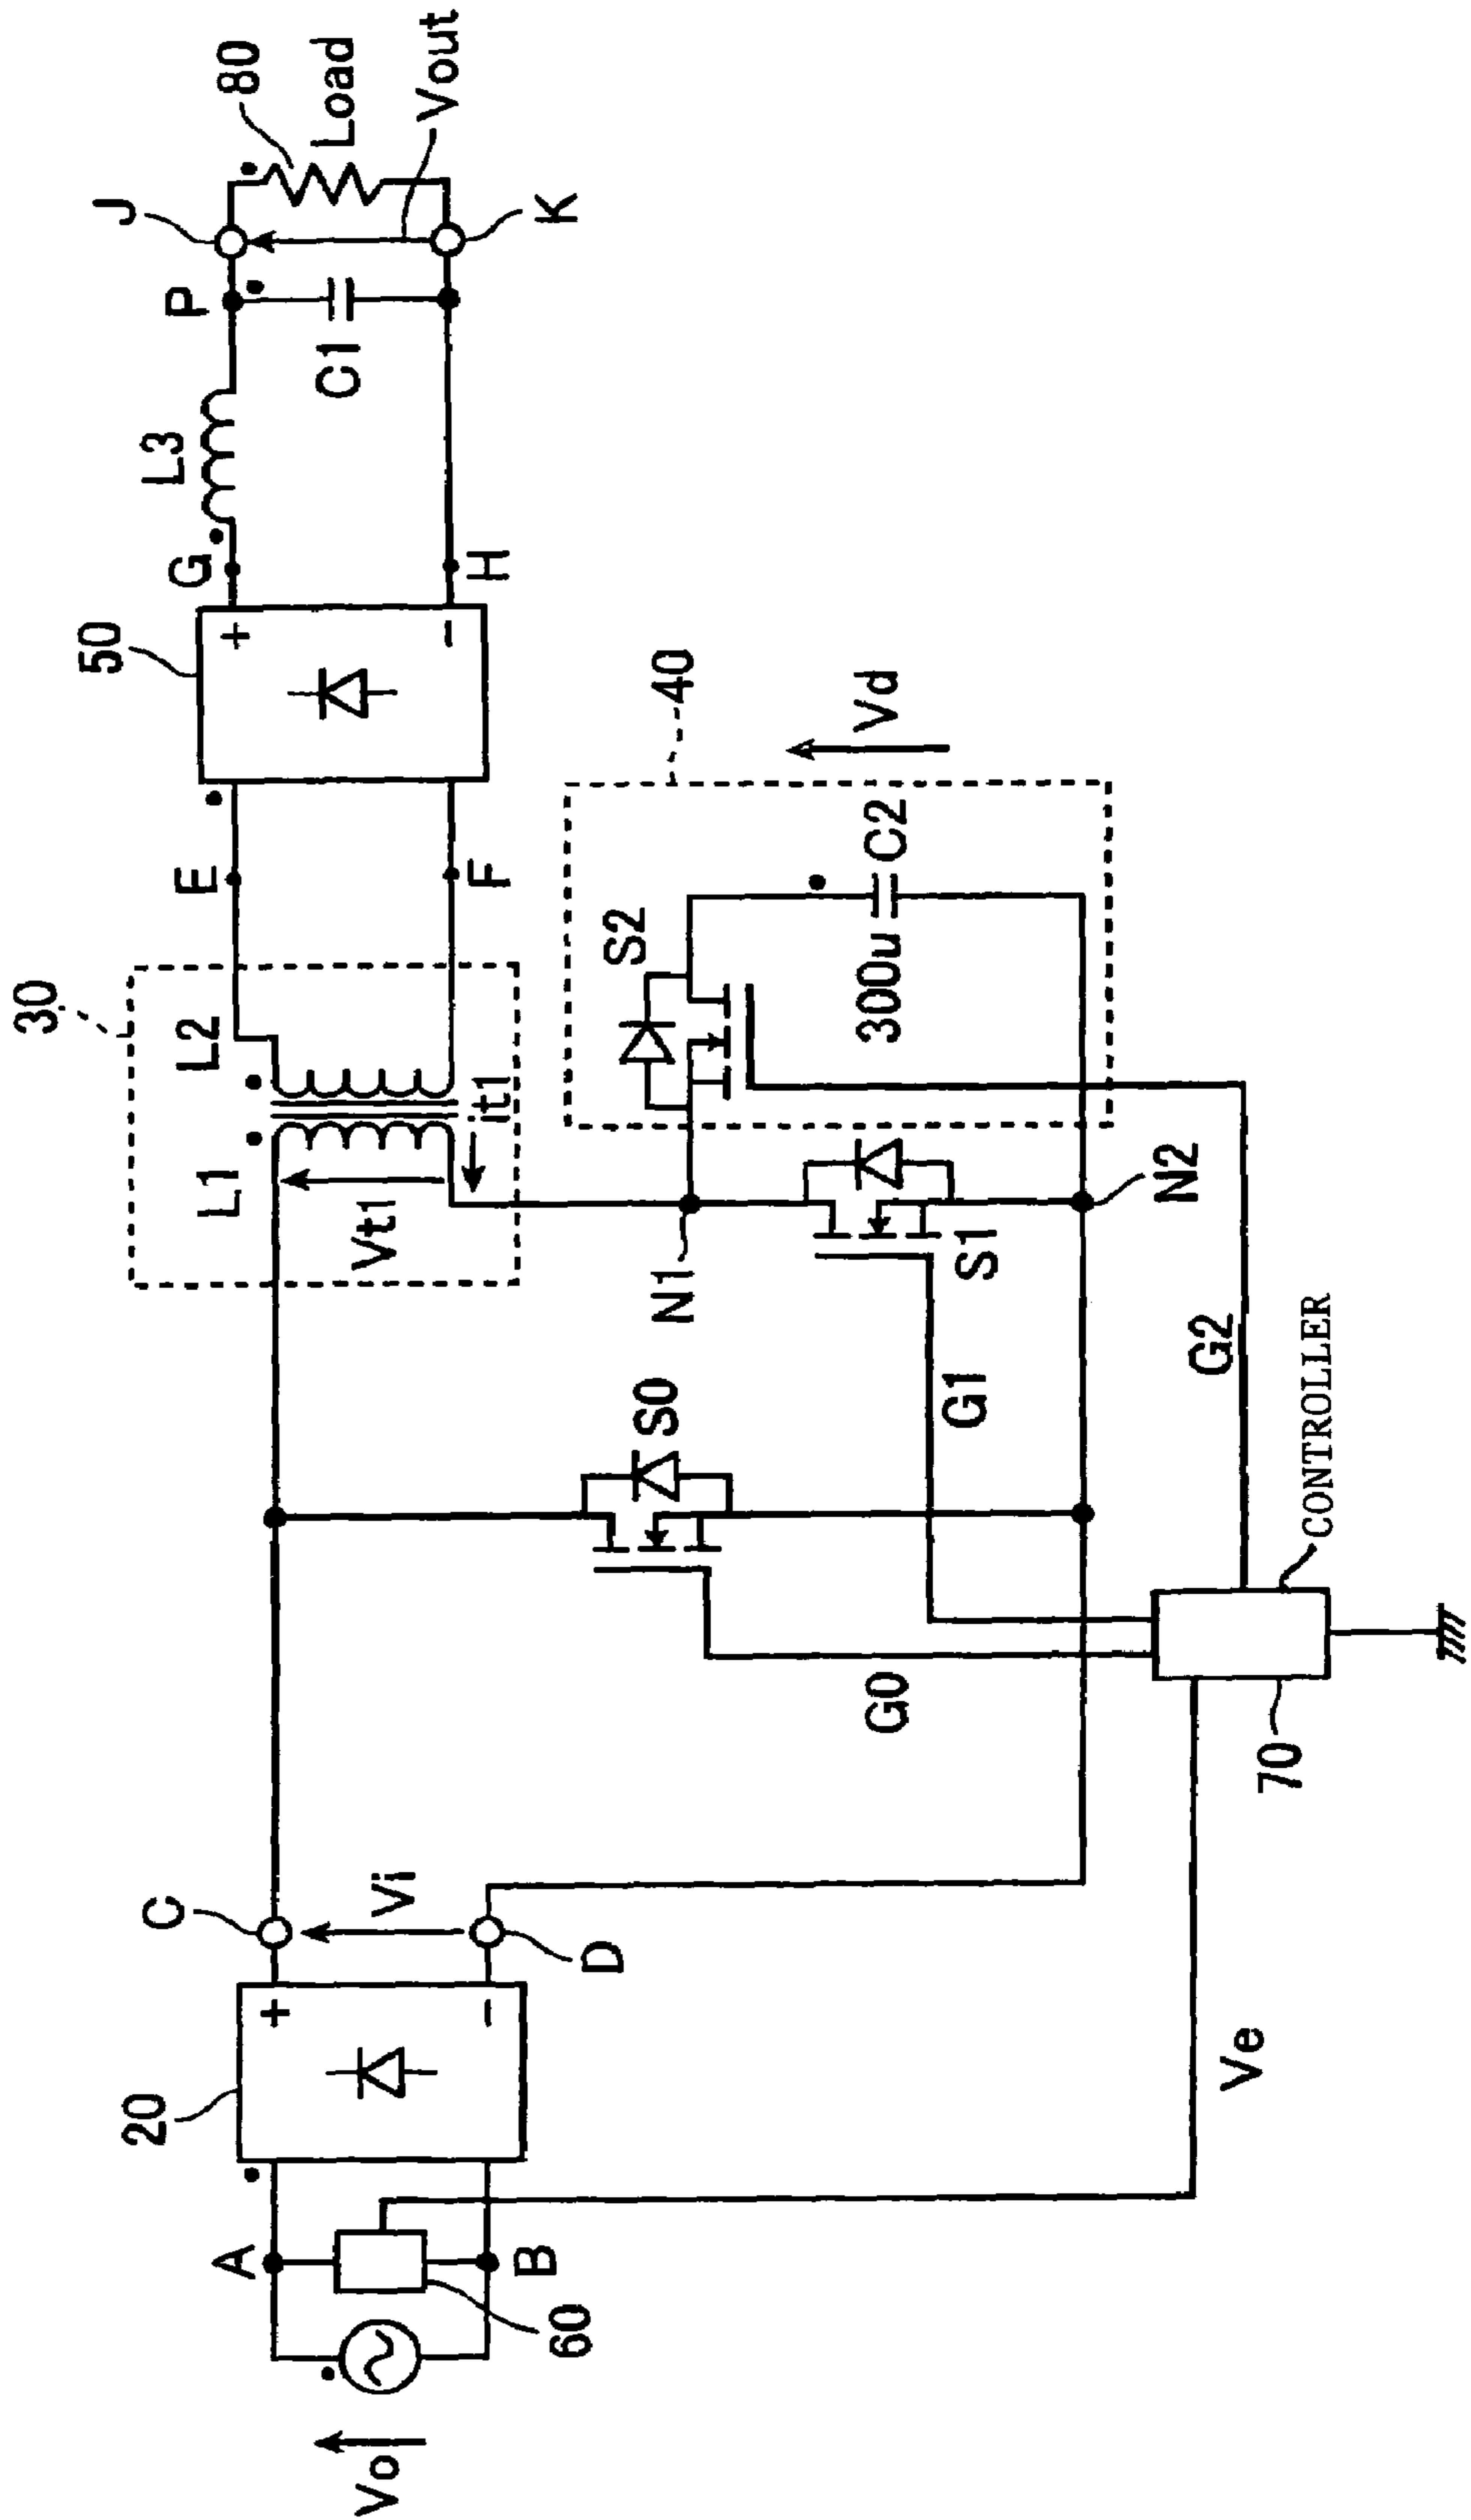 Vol
A
B
60
20
+
-
C
D
Vi
Ve
70
CONTROLLER
G0
G1
G2
S0
S1
N1
N2
30
L1
L2
Vt1
it1
S2
300u
C2
40
Vd
E
F
50
+
-
G
H
L3
C1
P
J
K
80
Load
Vout